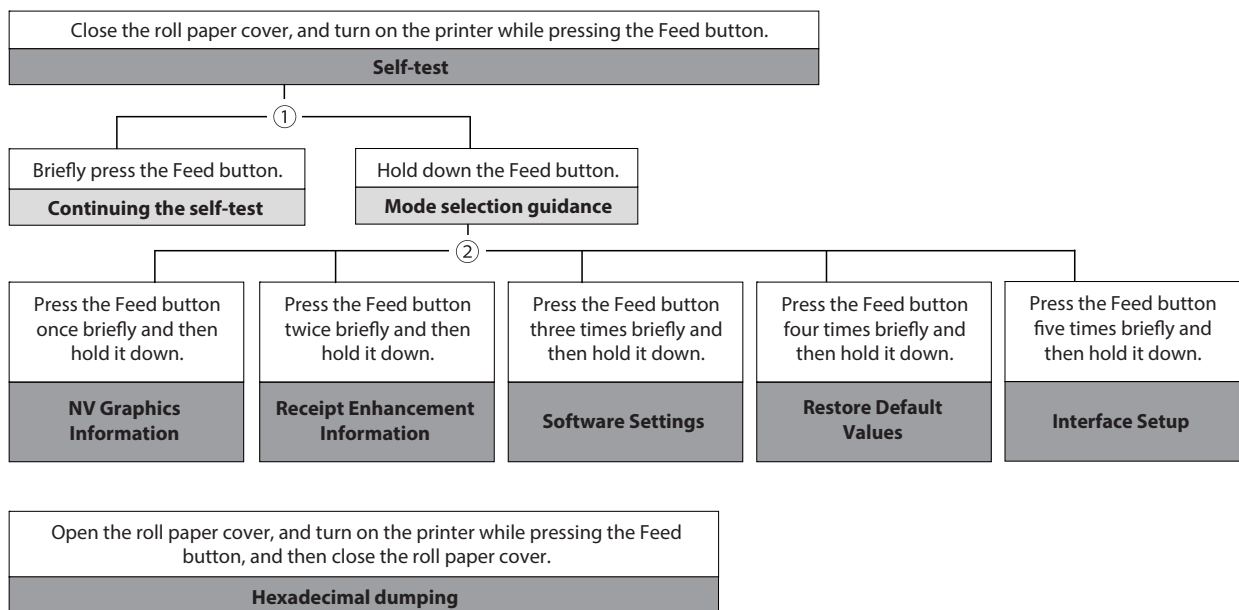 Close the roll paper cover, and turn on the printer while pressing the Feed button.
Self-test
①
Briefly press the Feed button.
Continuing the self-test
Hold down the Feed button.
Mode selection guidance
②
Press the Feed button
once briefly and then
hold it down.
NV Graphics
Information
Press the Feed button
twice briefly and then
hold it down.
Receipt Enhancement
Information
Press the Feed button
three times briefly and
then hold it down.
Software Settings
Press the Feed button
four times briefly and
then hold it down.
Restore Default
Values
Press the Feed button
five times briefly and
then hold it down.
Interface Setup
Open the roll paper cover, and turn on the printer while pressing the Feed
button, and then close the roll paper cover.
Hexadecimal dumping